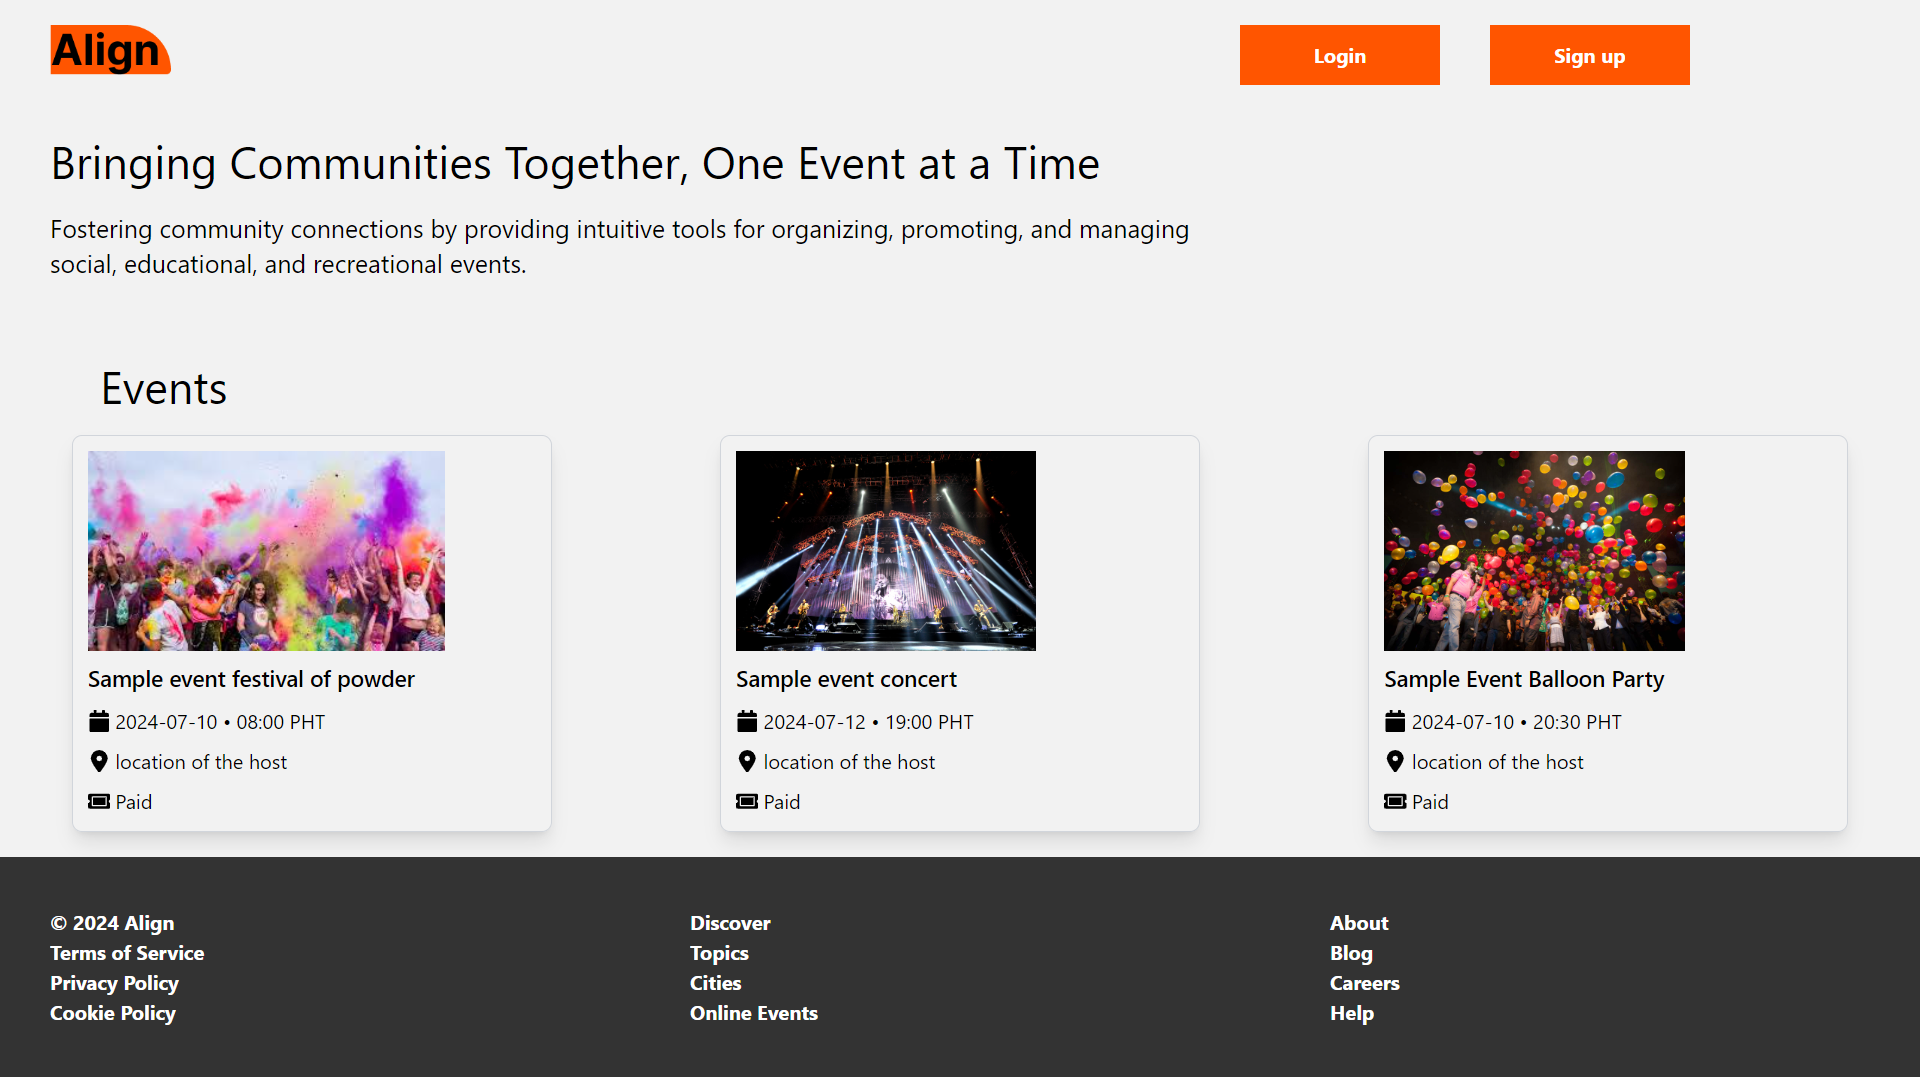 Align
Login
Sign up
Bringing Communities Together, One Event at a Time
Fostering community connections by providing intuitive tools for organizing, promoting, and managing
social, educational, and recreational events.
Events
Sample event festival of powder
2024-07-10 • 08:00 PHT
location of the host
Paid
Sample event concert
2024-07-12 • 19:00 PHT
location of the host
Paid
Sample Event Balloon Party
2024-07-10 • 20:30 PHT
location of the host
Paid
© 2024 Align
Terms of Service
Privacy Policy
Cookie Policy
Discover
Topics
Cities
Online Events
About
Blog
Careers
Help